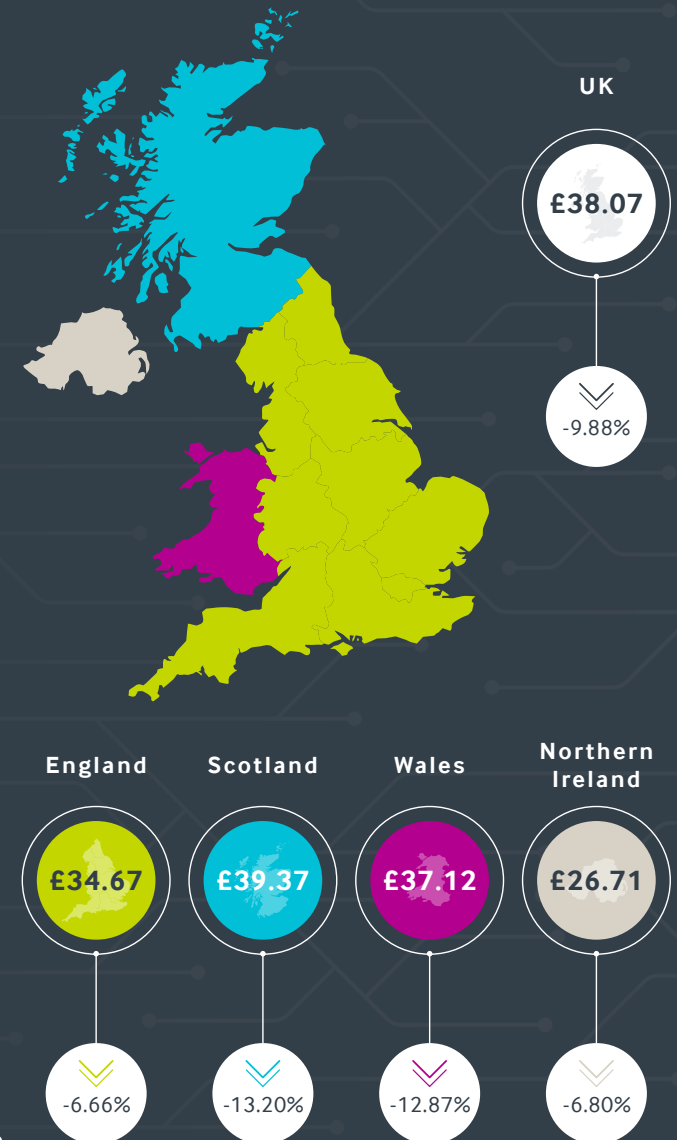 UK
£38.07
-9.88%
England
Scotland
Wales
Northern
Ireland
£34.67
£39.37
£37.12
£26.71
-6.66%
-13.20%
-12.87%
-6.80%